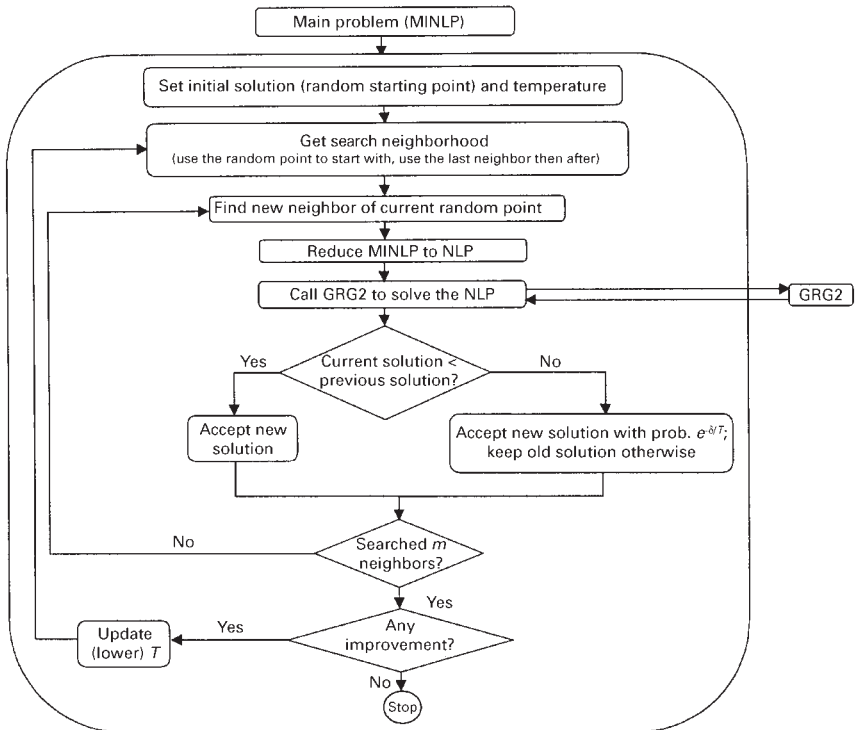 Main problem (MINLP)
Set initial solution (random starting point) and temperature
Get search neighborhood
(use the random point to start with, use the last neighbor then after)
Find new neighbor of current random point
Reduce MINLP to NLP
Call GRG2 to solve the NLP
GRG2
Current solution <
previous solution?
Yes
No
Accept new
solution
Accept new solution with prob. e^-δ/T;
keep old solution otherwise
Searched m
neighbors?
No
Yes
Any
improvement?
Yes
Update
(lower) T
No
Stop